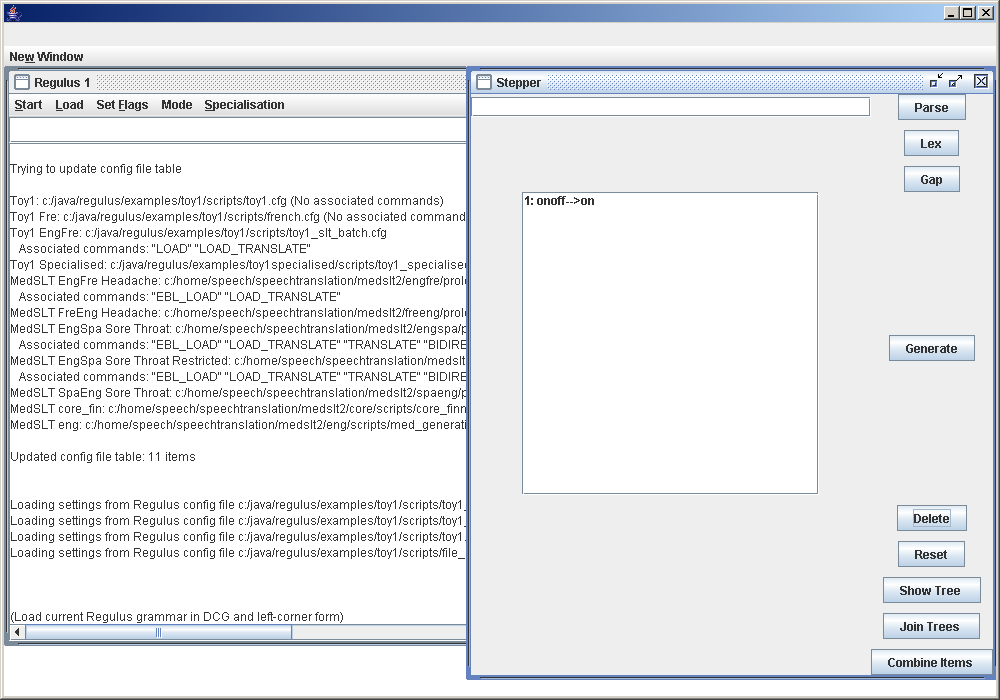 New Window
Regulus 1
Start Load Set Flags Mode Specialisation
Trying to update config file table
Toy1: c:/java/regulus/examples/toy1/scripts/toy1.cfg (No associated commands)
Toy1 Fre: c:/java/regulus/examples/toy1/scripts/french.cfg (No associated command
Toy1 EngFre: c:/java/regulus/examples/toy1/scripts/toy1_slt_batch.cfg
Associated commands: "LOAD" "LOAD_TRANSLATE"
Toy1 Specialised: c:/java/regulus/examples/toy1specialised/scripts/toy1_specialise
MedSLT EngFre Headache: c:/home/speech/speechtranslation/medslt2/engfre/prol
Associated commands: "EBL_LOAD" "LOAD_TRANSLATE"
MedSLT FreEng Headache: c:/home/speech/speechtranslation/medslt2/freeng/prol
MedSLT EngSpa Sore Throat: c:/home/speech/speechtranslation/medslt2/engspa/p
Associated commands: "EBL_LOAD" "LOAD_TRANSLATE" "TRANSLATE" "BIDIRE
MedSLT EngSpa Sore Throat Restricted: c:/home/speech/speechtranslation/medslt
Associated commands: "EBL_LOAD" "LOAD_TRANSLATE" "TRANSLATE" "BIDIRE
MedSLT SpaEng Sore Throat: c:/home/speech/speechtranslation/medslt2/spaeng/p
MedSLT core_fin: c:/home/speech/speechtranslation/medslt2/core/scripts/core_finn
MedSLT eng: c:/home/speech/speechtranslation/medslt2/eng/scripts/med_generati
Updated config file table: 11 items
Loading settings from Regulus config file c:/java/regulus/examples/toy1/scripts/toy1_
Loading settings from Regulus config file c:/java/regulus/examples/toy1/scripts/toy1_
Loading settings from Regulus config file c:/java/regulus/examples/toy1/scripts/toy1.
Loading settings from Regulus config file c:/java/regulus/examples/toy1/scripts/file_
(Load current Regulus grammar in DCG and left-corner form)
Stepper
Parse
Lex
Gap
1: onoff-->on
Generate
Delete
Reset
Show Tree
Join Trees
Combine Items